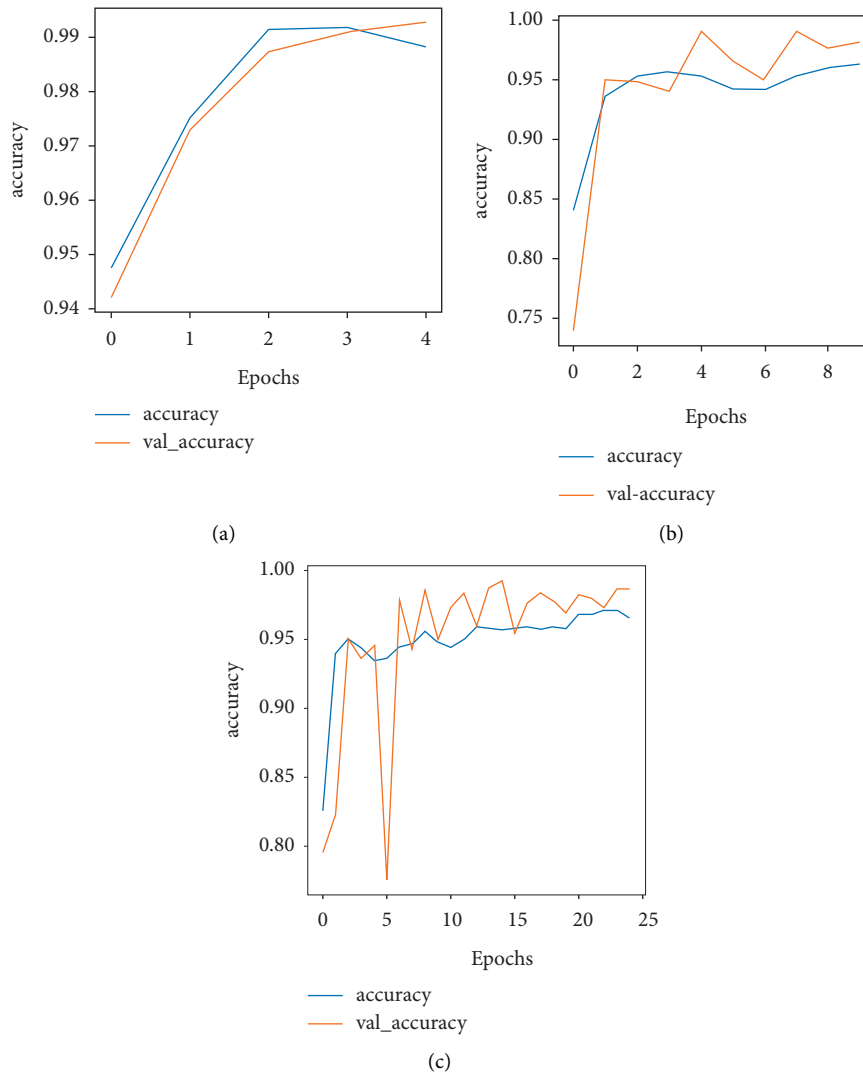 0.99
0.98
0.97
0.96
0.95
0.94
accuracy
0 1 2 3 4
Epochs
accuracy
val_accuracy
(a)
1.00
0.95
0.90
0.85
0.80
0.75
accuracy
0 2 4 6 8
Epochs
accuracy
val-accuracy
(b)
1.00
0.95
0.90
0.85
0.80
accuracy
0 5 10 15 20 25
Epochs
accuracy
val_accuracy
(c)